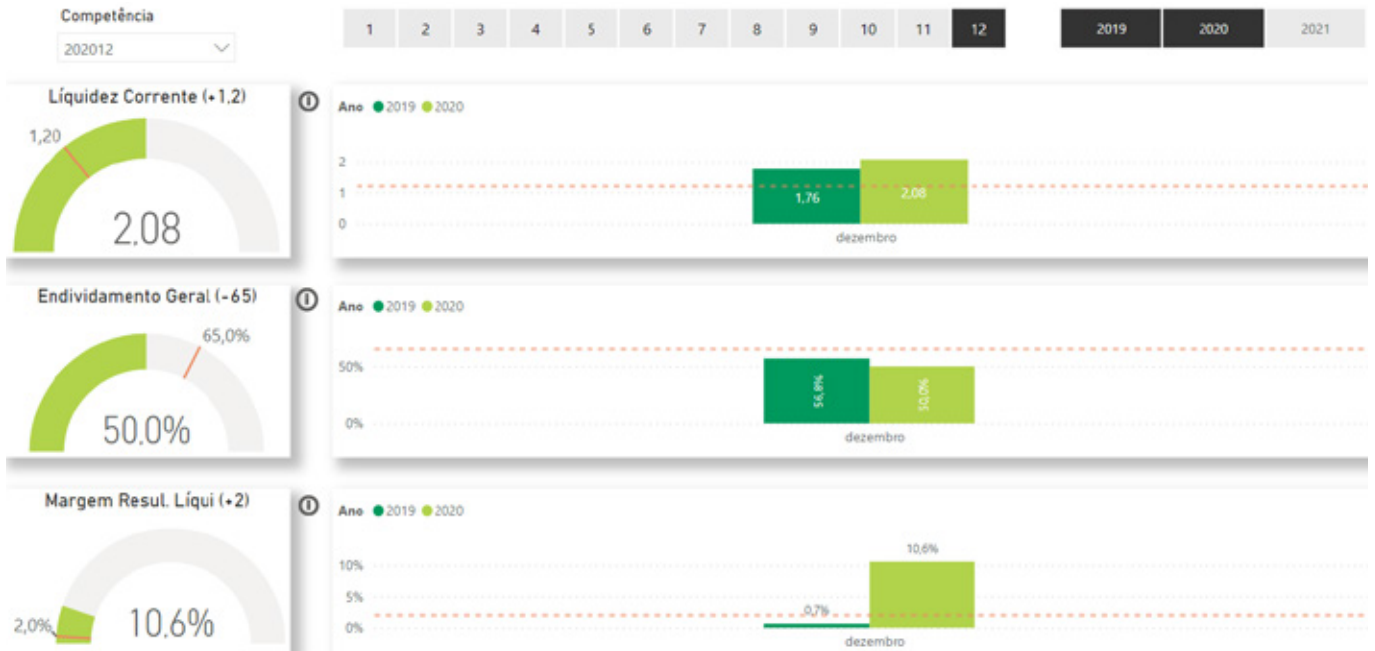 Competência
202012
1 2 3 4 5 6 7 8 9 10 11 12
2019 2020 2021
Líquidez Corrente (+1,2)
1,20
2,08
Ano 2019 2020
2
1
0
1,76
2,08
dezembro
Endividamento Geral (-65)
65,0%
50,0%
Ano 2019 2020
50%
0%
56,8%
50,0%
dezembro
Margem Resul. Líqui (+2)
2,0%
10,6%
Ano 2019 2020
10%
5%
0%
0,7%
10,6%
dezembro